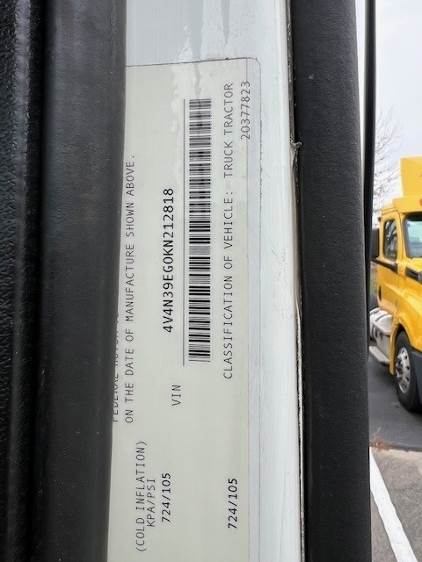 (COLD INFLATION)
KPA/PSI
724/105
724/105
ON THE DATE OF MANUFACTURE SHOWN ABOVE.
VIN
4V4N39EG0KN212818
CLASSIFICATION OF VEHICLE: TRUCK TRACTOR
20377823